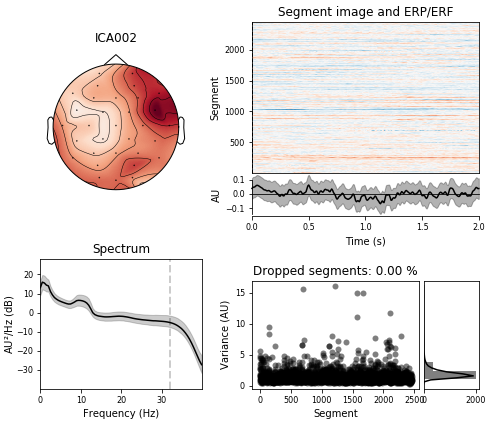 ICA002
Segment image and ERP/ERF
Segment
2000
1500
1000
500
AU
0.1
0.0
−0.1
0.0 0.5 1.0 1.5 2.0
Time (s)
Spectrum
AU²/Hz (dB)
20
10
0
−10
−20
−30
0 10 20 30
Frequency (Hz)
Dropped segments: 0.00 %
Variance (AU)
15
10
5
0
0 500 1000 1500 2000 2500
Segment
0 2000